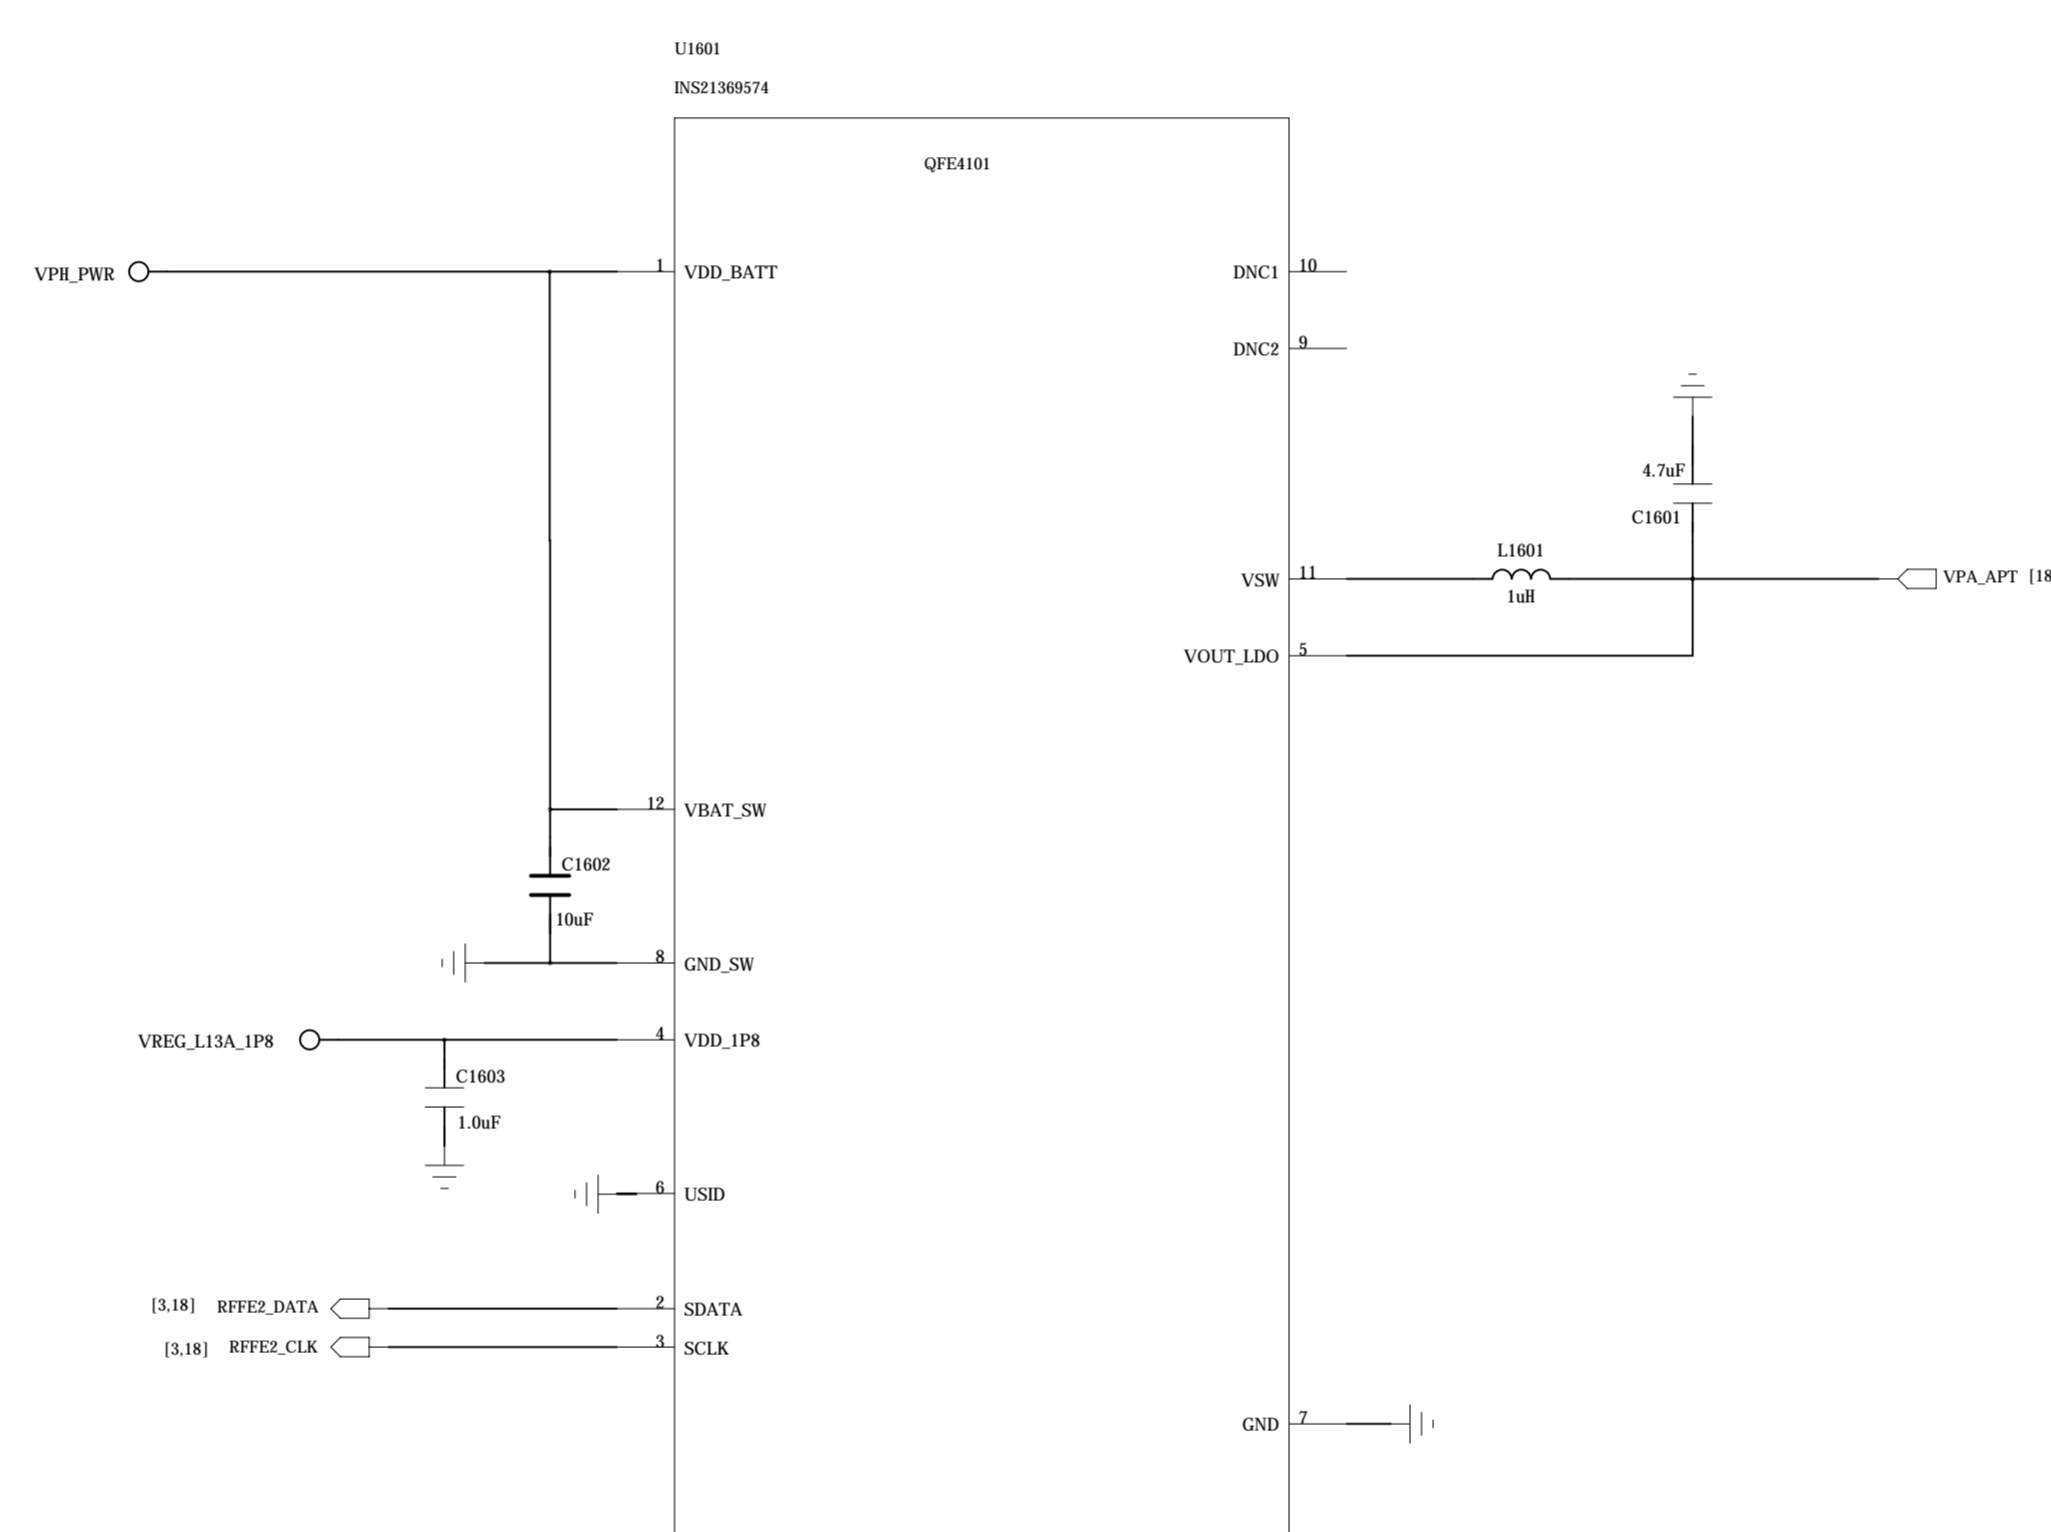 U1601
INS21369574
QFE4101
VPH_PWR
1 VDD_BATT
DNC1 10
DNC2 9
4.7uF
C1601
L1601
VSW 11
1uH
VPA_APT [18
VOUT_LDO 5
12 VBAT_SW
C1602
10uF
8 GND_SW
VREG_L13A_1P8
4 VDD_1P8
C1603
1.0uF
6 USID
[3,18] RFFE2_DATA
2 SDATA
[3,18] RFFE2_CLK
3 SCLK
GND 7